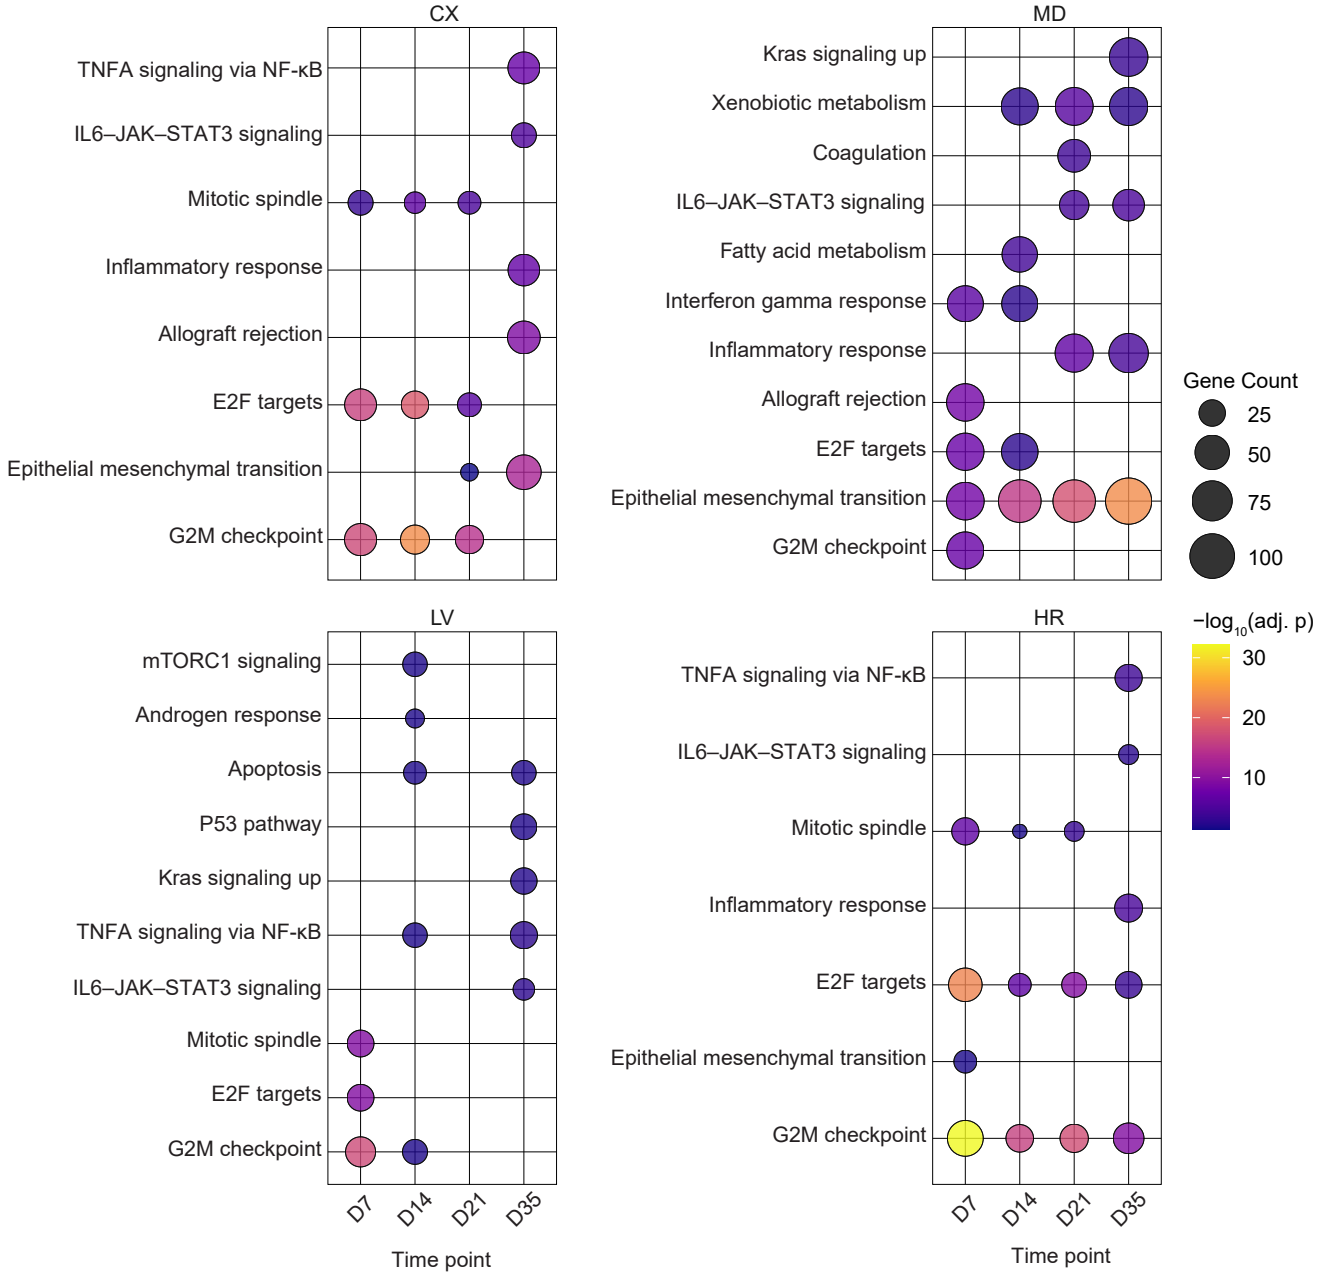 CX
TNFA signaling via NF-κB
IL6–JAK–STAT3 signaling
Mitotic spindle
Inflammatory response
Allograft rejection
E2F targets
Epithelial mesenchymal transition
G2M checkpoint
MD
Kras signaling up
Xenobiotic metabolism
Coagulation
IL6–JAK–STAT3 signaling
Fatty acid metabolism
Interferon gamma response
Inflammatory response
Allograft rejection
E2F targets
Epithelial mesenchymal transition
G2M checkpoint
Gene Count
25
50
75
100
LV
mTORC1 signaling
Androgen response
Apoptosis
P53 pathway
Kras signaling up
TNFA signaling via NF-κB
IL6–JAK–STAT3 signaling
Mitotic spindle
E2F targets
G2M checkpoint
D7 D14 D21 D35
Time point
HR
TNFA signaling via NF-κB
IL6–JAK–STAT3 signaling
Mitotic spindle
Inflammatory response
E2F targets
Epithelial mesenchymal transition
G2M checkpoint
D7 D14 D21 D35
Time point
−log10(adj. p)
30
20
10